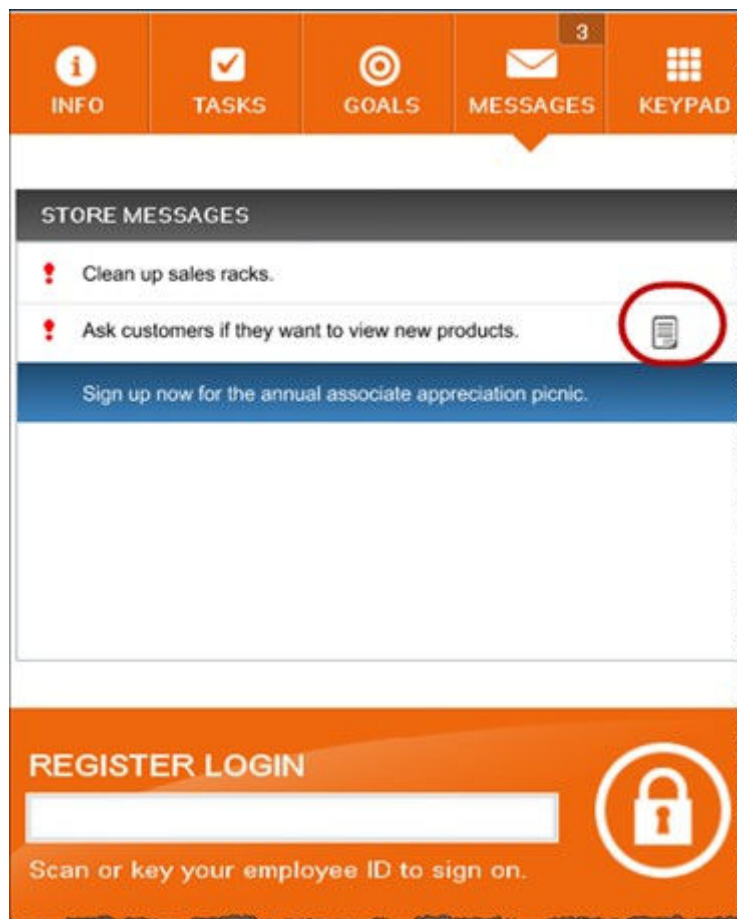 3
INFO TASKS GOALS MESSAGES KEYPAD
STORE MESSAGES
Clean up sales racks.
Ask customers if they want to view new products.
Sign up now for the annual associate appreciation picnic.
REGISTER LOGIN
Scan or key your employee ID to sign on.